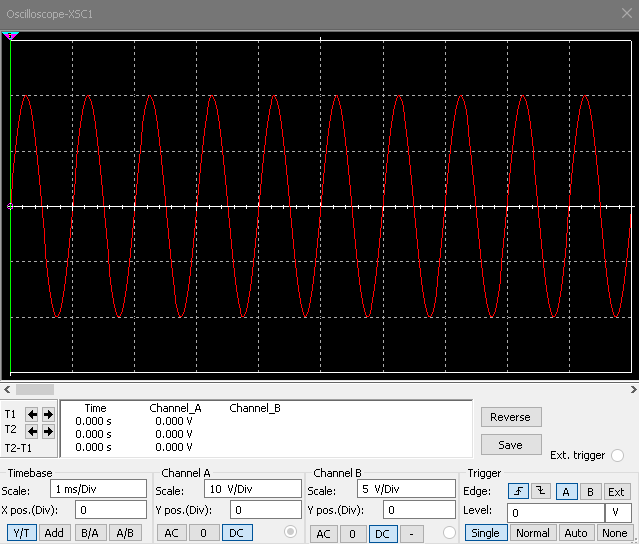 Oscilloscope-XSC1
T1
T2
T2-T1
Time Channel_A Channel_B
0.000 s 0.000 V
0.000 s 0.000 V
0.000 s 0.000 V
Reverse
Save
Ext. trigger
Timebase
Scale: 1 ms/Div
X pos.(Div): 0
Y/T Add B/A A/B
Channel A
Scale: 10 V/Div
Y pos.(Div): 0
AC 0 DC
Channel B
Scale: 5 V/Div
Y pos.(Div): 0
AC 0 DC -
Trigger
Edge: A B Ext
Level: 0 V
Single Normal Auto None